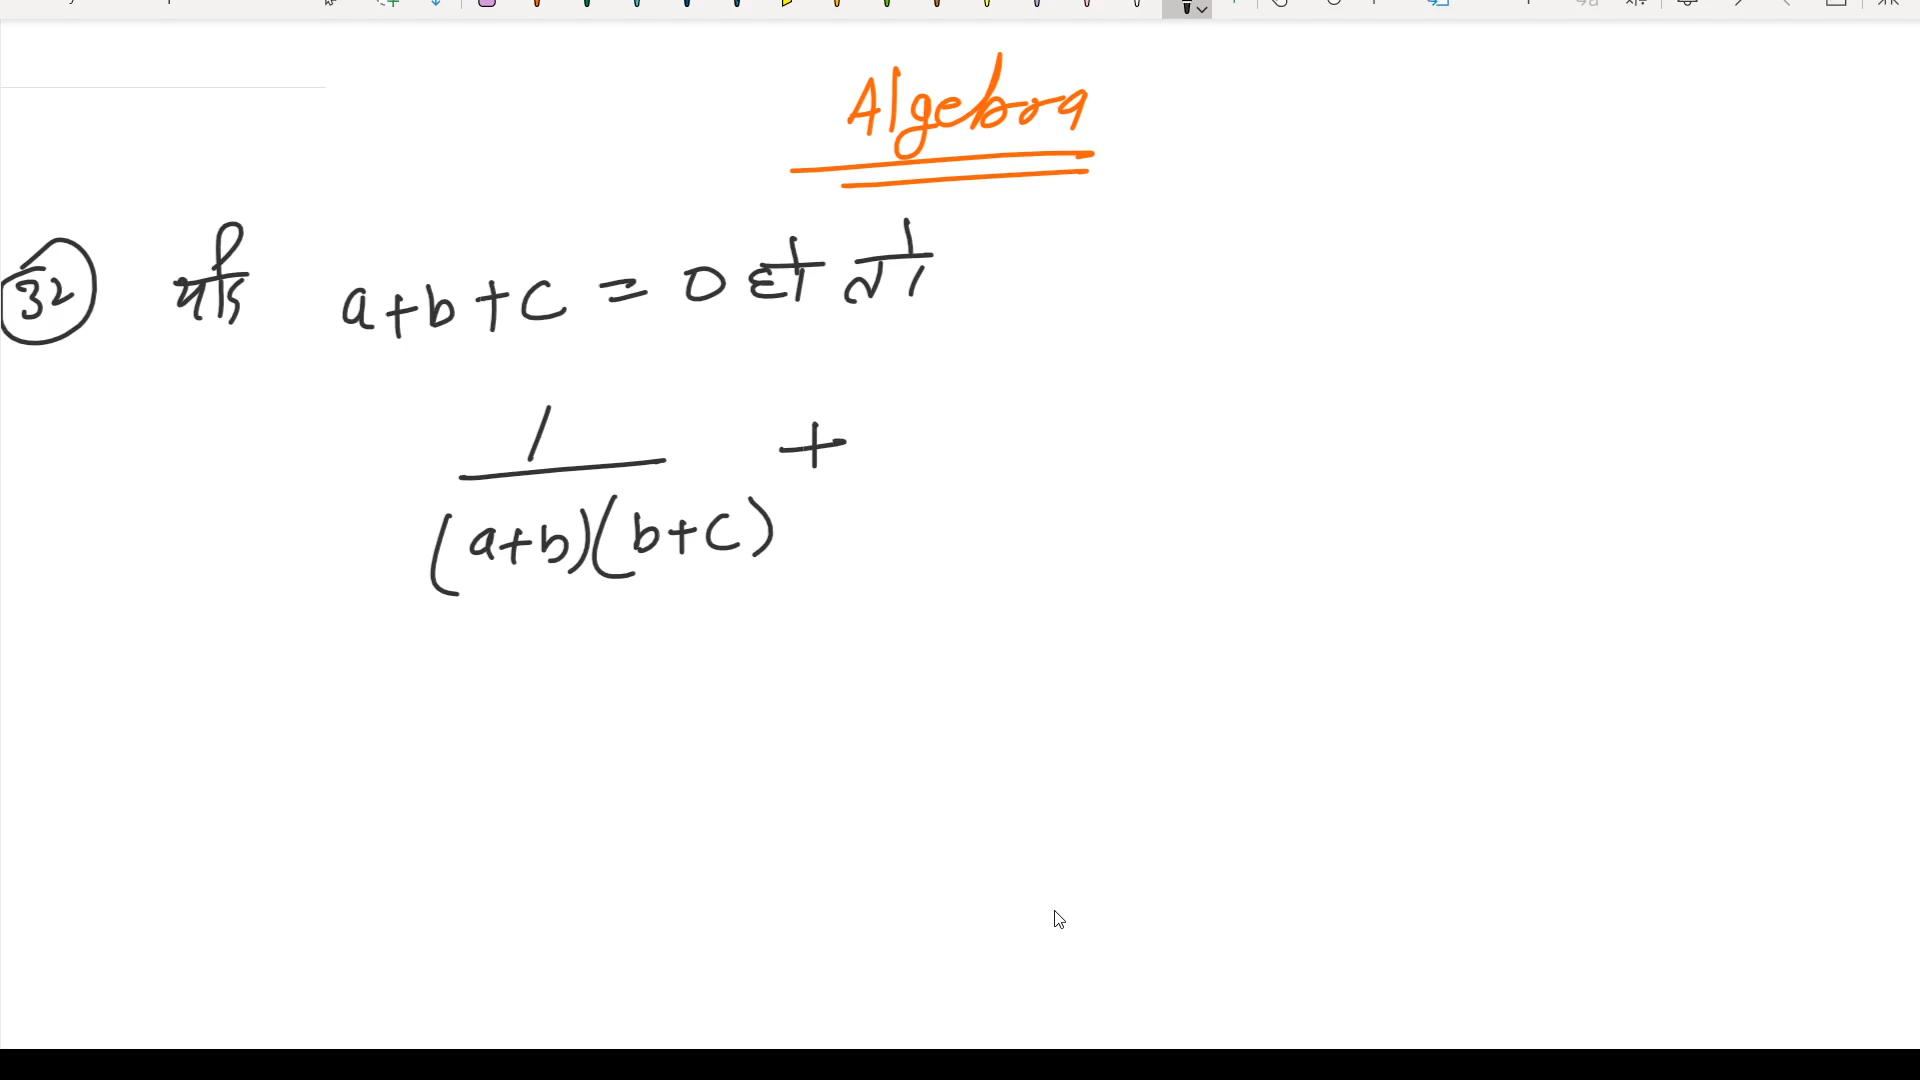 Algebra
32 यदि a+b+c = 0 हो तो
1/((a+b)(b+c)) +